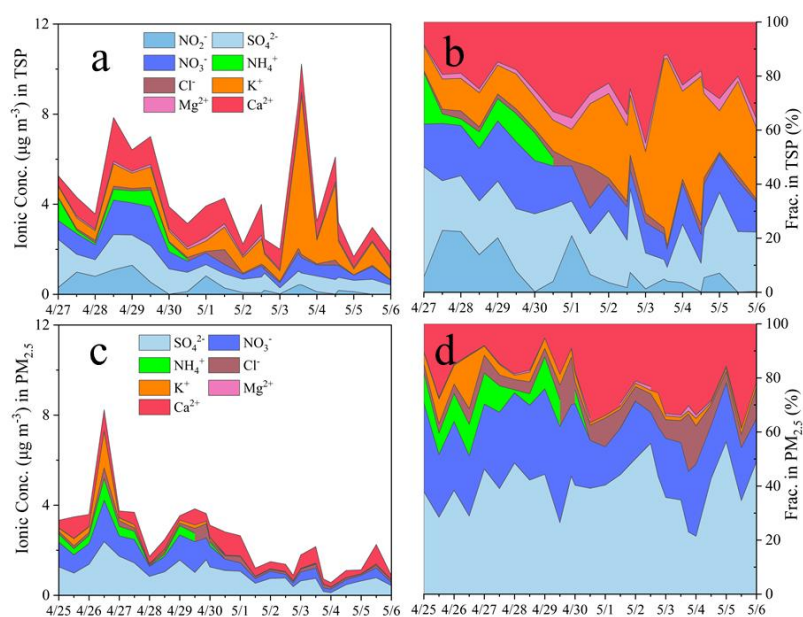 a
12
8
4
0
Ionic Conc. (μg m⁻³) in TSP
NO₂⁻ SO₄²⁻
NO₃⁻ NH₄⁺
Cl⁻ K⁺
Mg²⁺ Ca²⁺
4/27 4/28 4/29 4/30 5/1 5/2 5/3 5/4 5/5 5/6
b
100
80
60
40
20
0
Frac. in TSP (%)
4/27 4/28 4/29 4/30 5/1 5/2 5/3 5/4 5/5 5/6
c
12
8
4
0
Ionic Conc. (μg m⁻³) in PM₂.₅
SO₄²⁻ NO₃⁻
NH₄⁺ Cl⁻
K⁺ Mg²⁺
Ca²⁺
4/25 4/26 4/27 4/28 4/29 4/30 5/1 5/2 5/3 5/4 5/5 5/6
d
100
80
60
40
20
0
Frac. in PM₂.₅ (%)
4/25 4/26 4/27 4/28 4/29 4/30 5/1 5/2 5/3 5/4 5/5 5/6